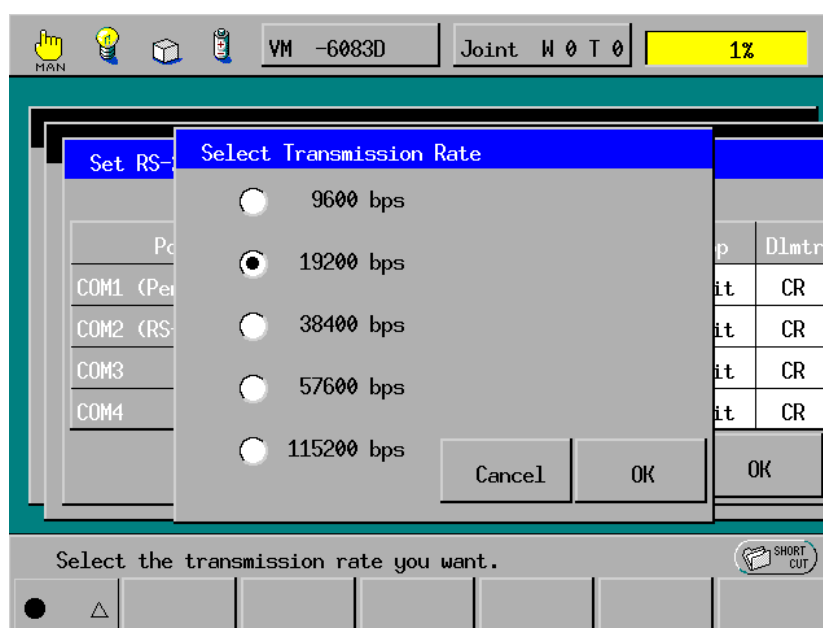 MAN
VM -6083D
Joint W 0 T 0
1%
Set RS-
Select Transmission Rate
9600 bps
19200 bps
38400 bps
57600 bps
115200 bps
Cancel
OK
Dlmtr
COM1 (Per
it
CR
COM2 (RS-
it
CR
COM3
it
CR
COM4
it
CR
OK
Select the transmission rate you want.
SHORT
CUT